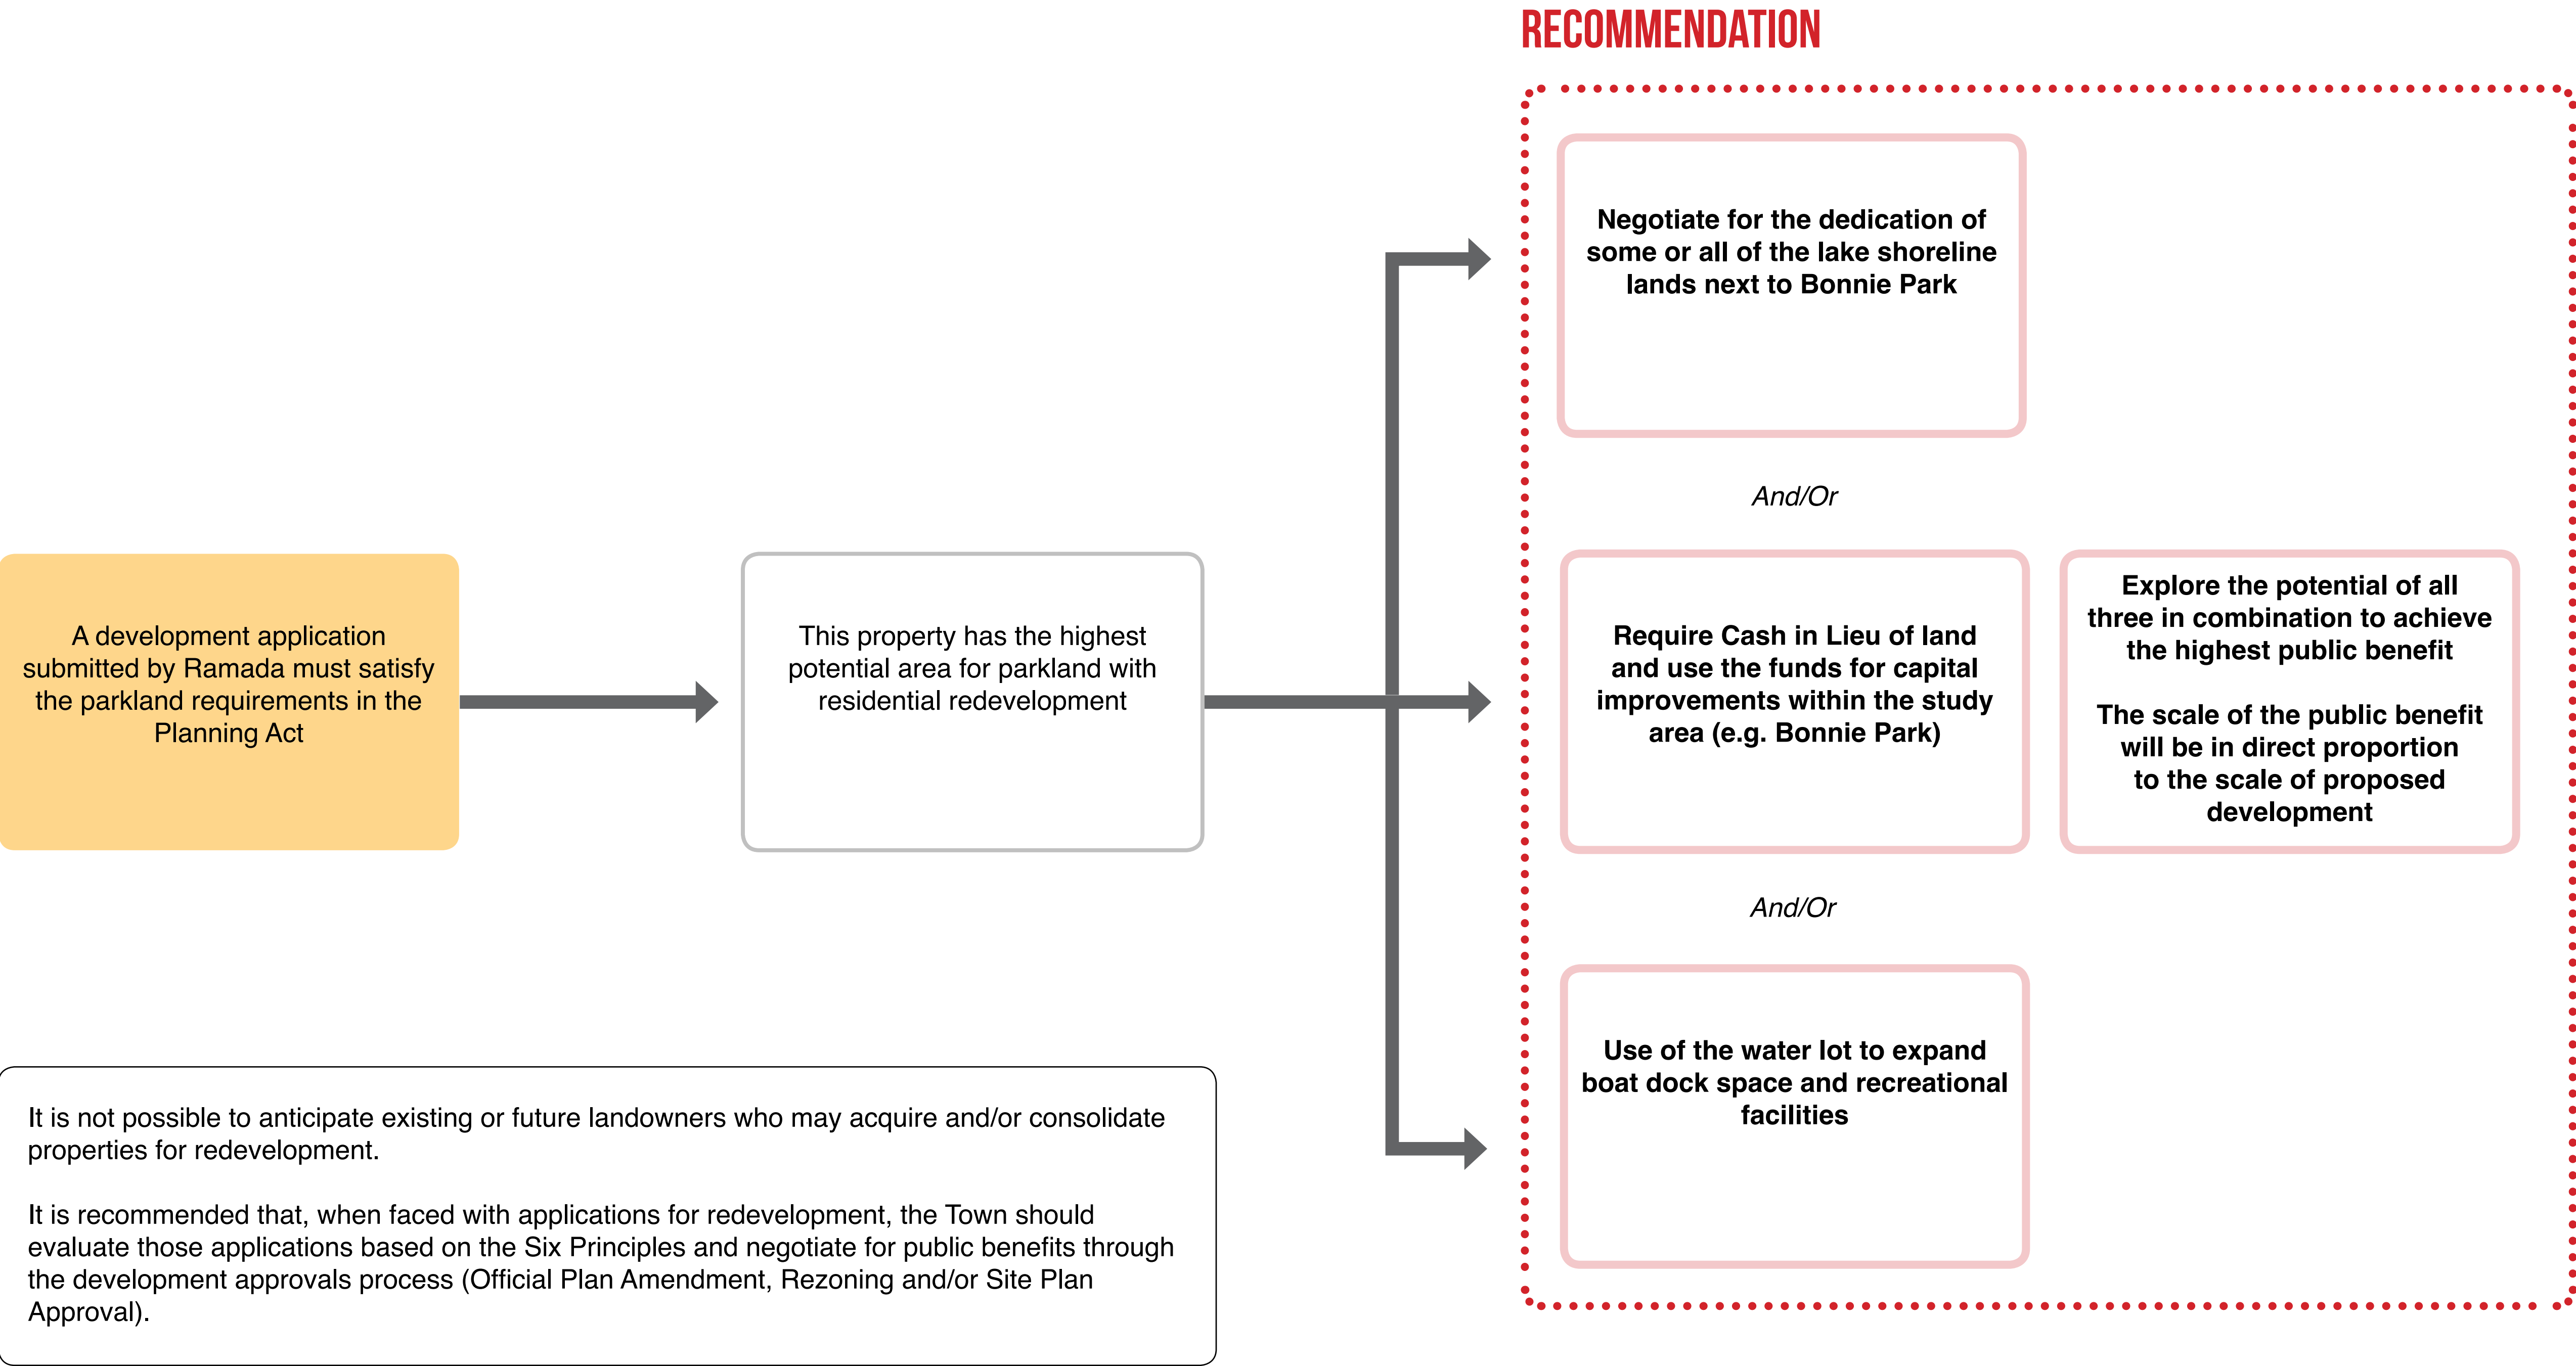 RECOMMENDATION
A development application
submitted by Ramada must satisfy
the parkland requirements in the
Planning Act
This property has the highest
potential area for parkland with
residential redevelopment
Negotiate for the dedication of
some or all of the lake shoreline
lands next to Bonnie Park
And/Or
Require Cash in Lieu of land
and use the funds for capital
improvements within the study
area (e.g. Bonnie Park)
And/Or
Use of the water lot to expand
boat dock space and recreational
facilities
Explore the potential of all
three in combination to achieve
the highest public benefit
The scale of the public benefit
will be in direct proportion
to the scale of proposed
development
It is not possible to anticipate existing or future landowners who may acquire and/or consolidate
properties for redevelopment.
It is recommended that, when faced with applications for redevelopment, the Town should
evaluate those applications based on the Six Principles and negotiate for public benefits through
the development approvals process (Official Plan Amendment, Rezoning and/or Site Plan
Approval).